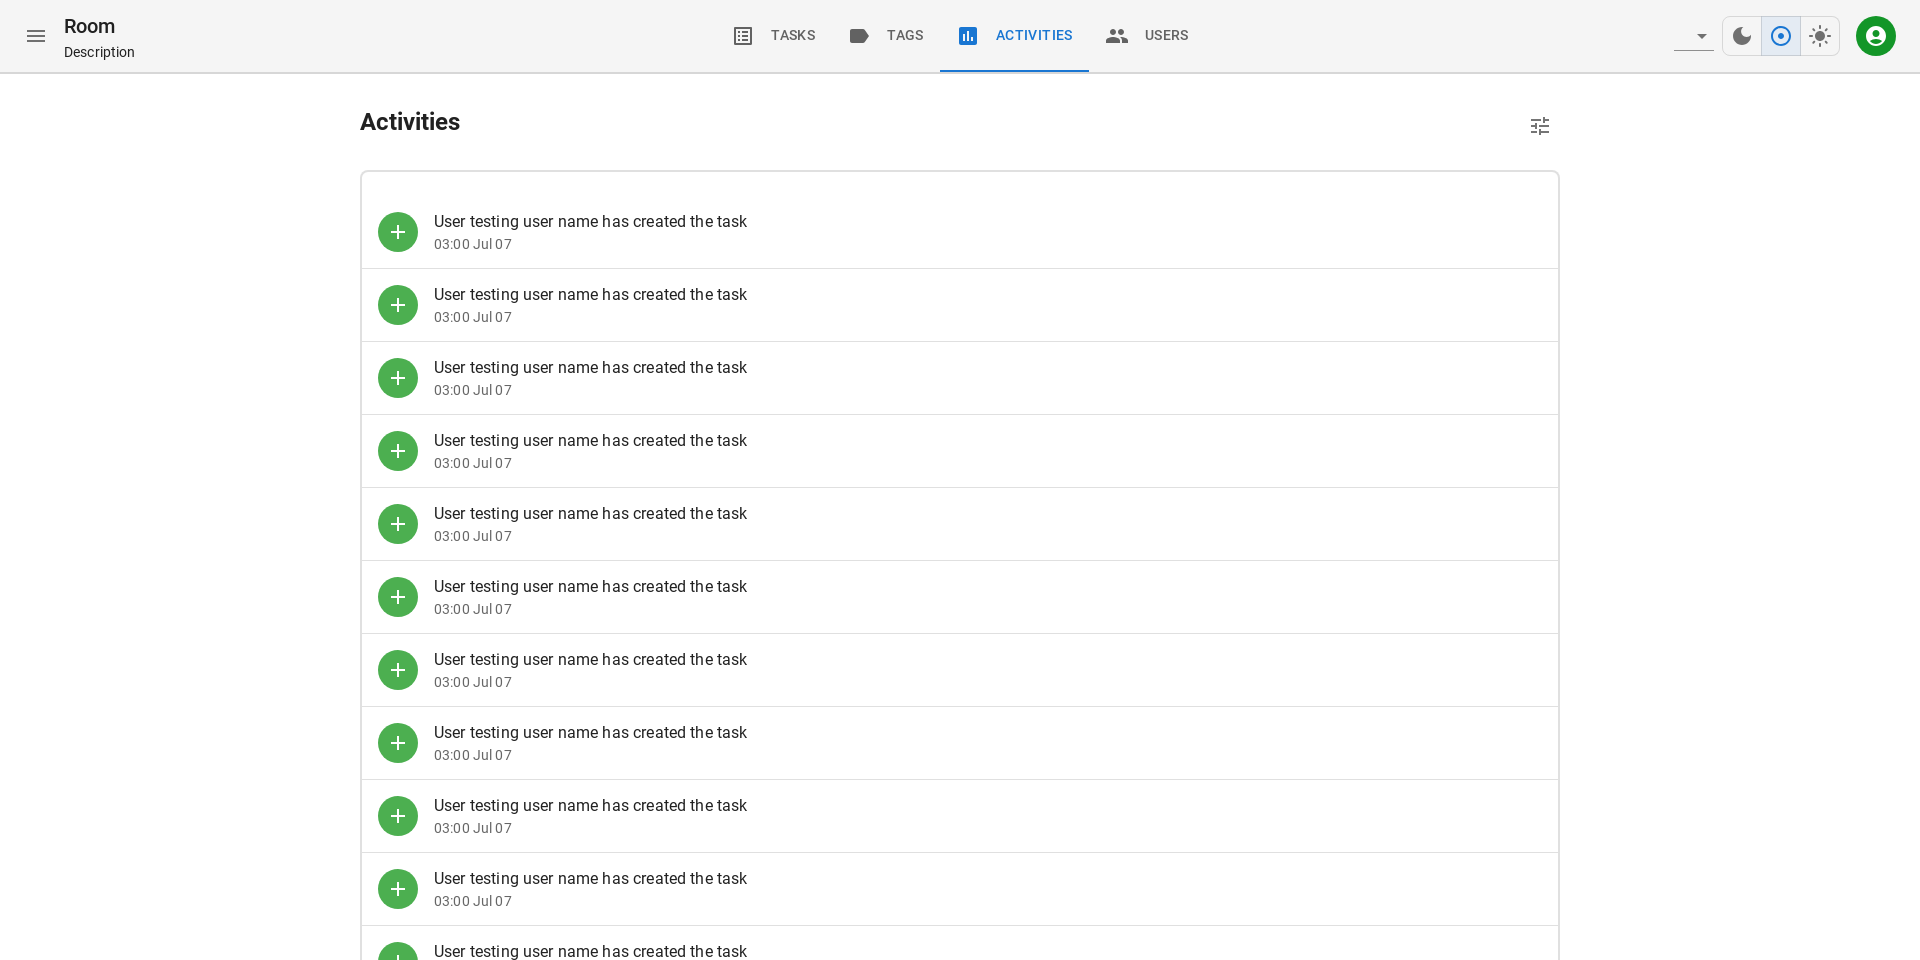 Room
Description
TASKS
TAGS
ACTIVITIES
USERS
Activities
User testing user name has created the task
03:00 Jul 07
User testing user name has created the task
03:00 Jul 07
User testing user name has created the task
03:00 Jul 07
User testing user name has created the task
03:00 Jul 07
User testing user name has created the task
03:00 Jul 07
User testing user name has created the task
03:00 Jul 07
User testing user name has created the task
03:00 Jul 07
User testing user name has created the task
03:00 Jul 07
User testing user name has created the task
03:00 Jul 07
User testing user name has created the task
03:00 Jul 07
User testing user name has created the task